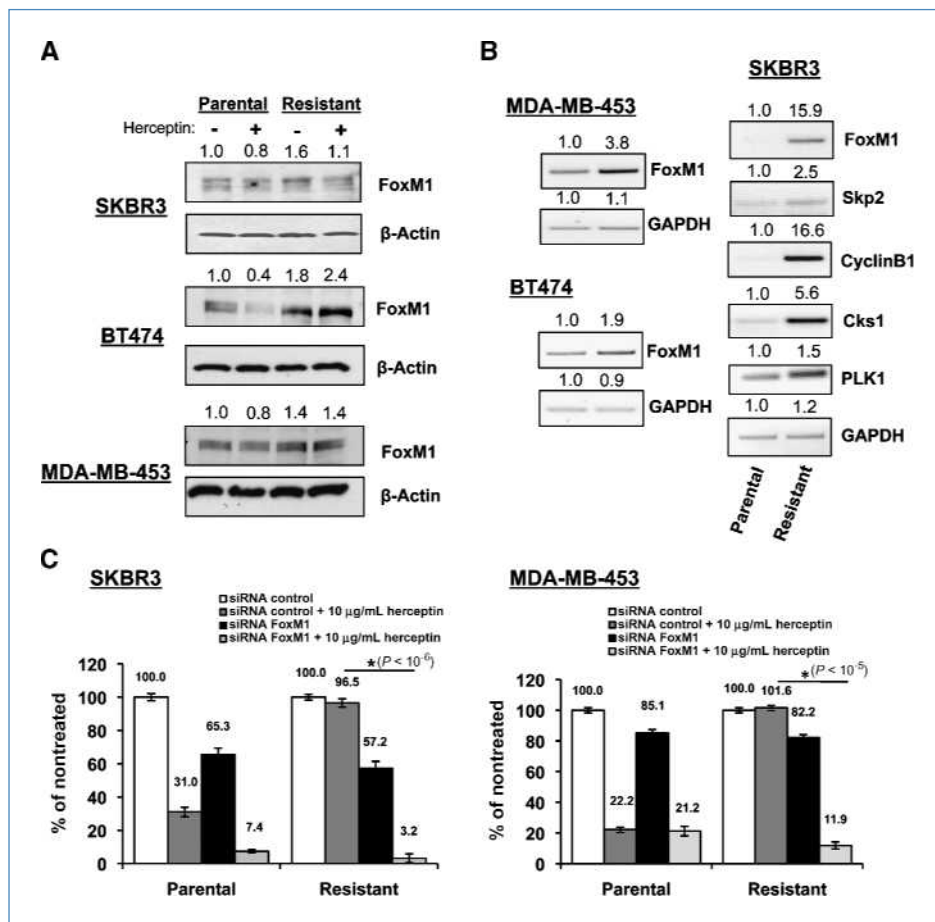 A
Parental Resistant
Herceptin: - + - +
1.0 0.8 1.6 1.1
FoxM1
SKBR3
β-Actin
1.0 0.4 1.8 2.4
FoxM1
BT474
β-Actin
1.0 0.8 1.4 1.4
FoxM1
MDA-MB-453
β-Actin
B
MDA-MB-453
1.0 3.8
FoxM1
1.0 1.1
GAPDH
BT474
1.0 1.9
FoxM1
1.0 0.9
GAPDH
SKBR3
1.0 15.9
FoxM1
1.0 2.5
Skp2
1.0 16.6
CyclinB1
1.0 5.6
Cks1
1.0 1.5
PLK1
1.0 1.2
GAPDH
Parental
Resistant
C
SKBR3
siRNA control
siRNA control + 10 µg/mL herceptin
siRNA FoxM1
siRNA FoxM1 + 10 µg/mL herceptin
% of nontreated
120
100
80
60
40
20
0
100.0
31.0
65.3
7.4
100.0
96.5
57.2
3.2
*(P < 10⁻⁶)
Parental Resistant
MDA-MB-453
siRNA control
siRNA control + 10 µg/mL herceptin
siRNA FoxM1
siRNA FoxM1 + 10 µg/mL herceptin
% of nontreated
120
100
80
60
40
20
0
100.0
22.2
85.1
21.2
100.0
101.6
82.2
11.9
*(P < 10⁻⁵)
Parental Resistant